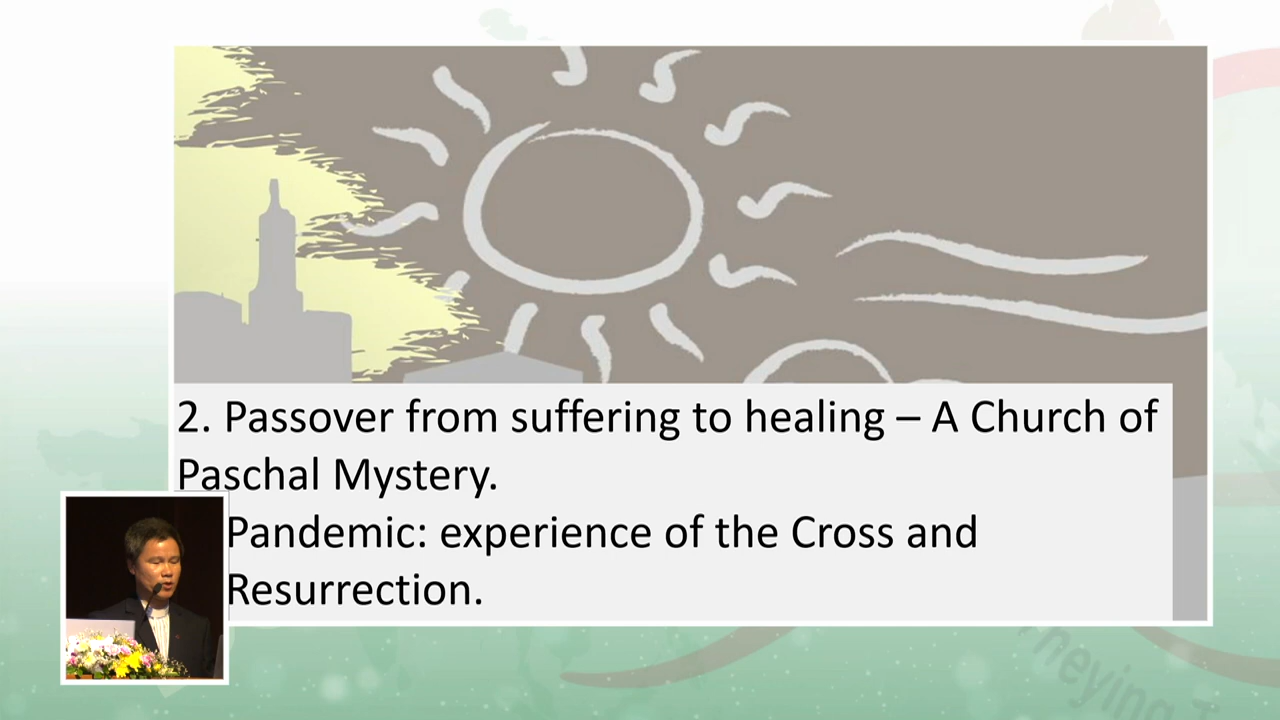 2. Passover from suffering to healing – A Church of
Paschal Mystery.
Pandemic: experience of the Cross and
Resurrection.